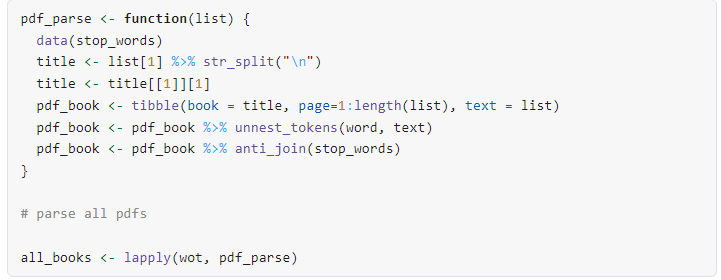 pdf_parse <- function(list) {
  data(stop_words)
  title <- list[1] %>% str_split("\n")
  title <- title[[1]][1]
  pdf_book <- tibble(book = title, page=1:length(list), text = list)
  pdf_book <- pdf_book %>% unnest_tokens(word, text)
  pdf_book <- pdf_book %>% anti_join(stop_words)
}
# parse all pdfs
all_books <- lapply(wot, pdf_parse)